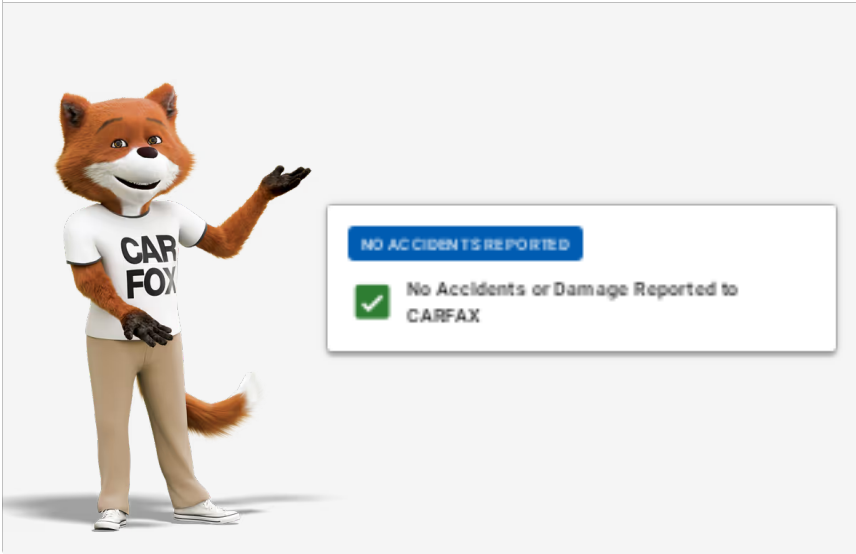 CAR
FOX
NO ACCIDENTS REPORTED
No Accidents or Damage Reported to
CARFAX